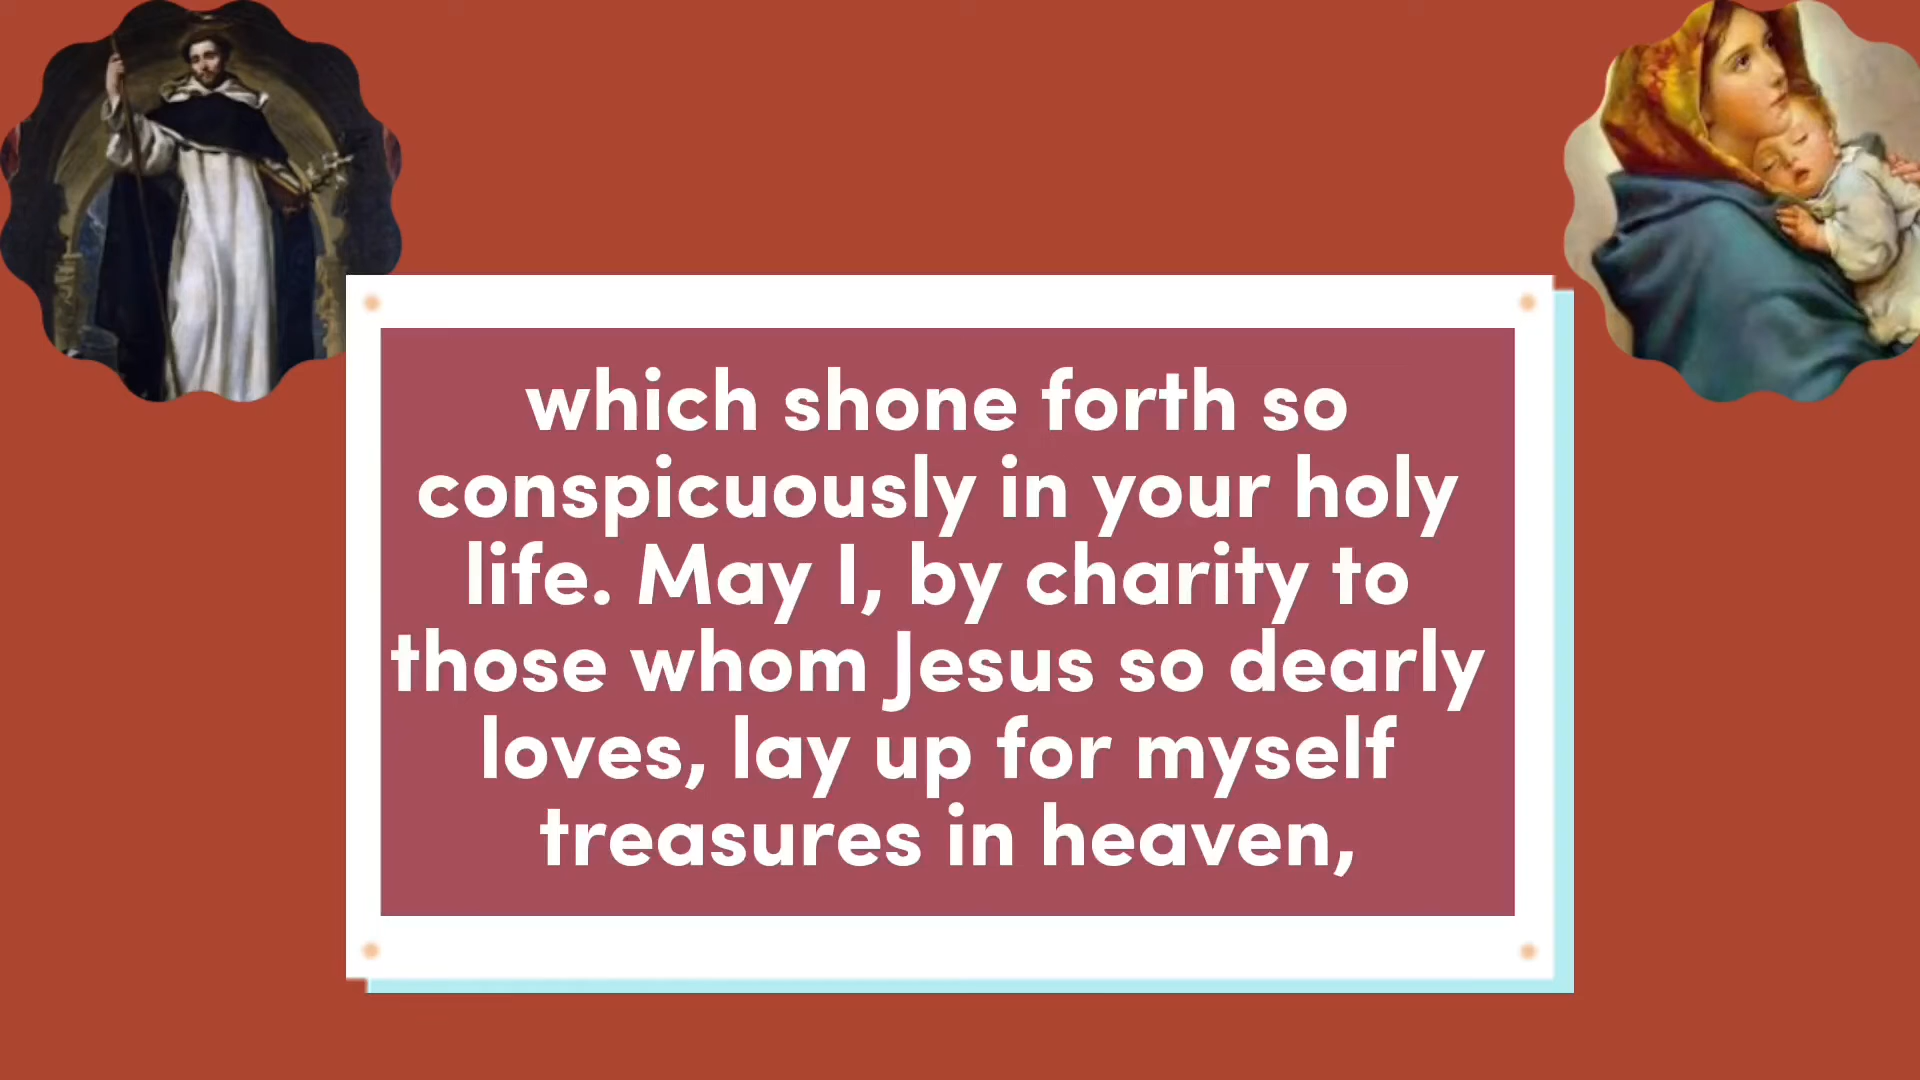 which shone forth so
conspicuously in your holy
life. May I, by charity to
those whom Jesus so dearly
loves, lay up for myself
treasures in heaven,